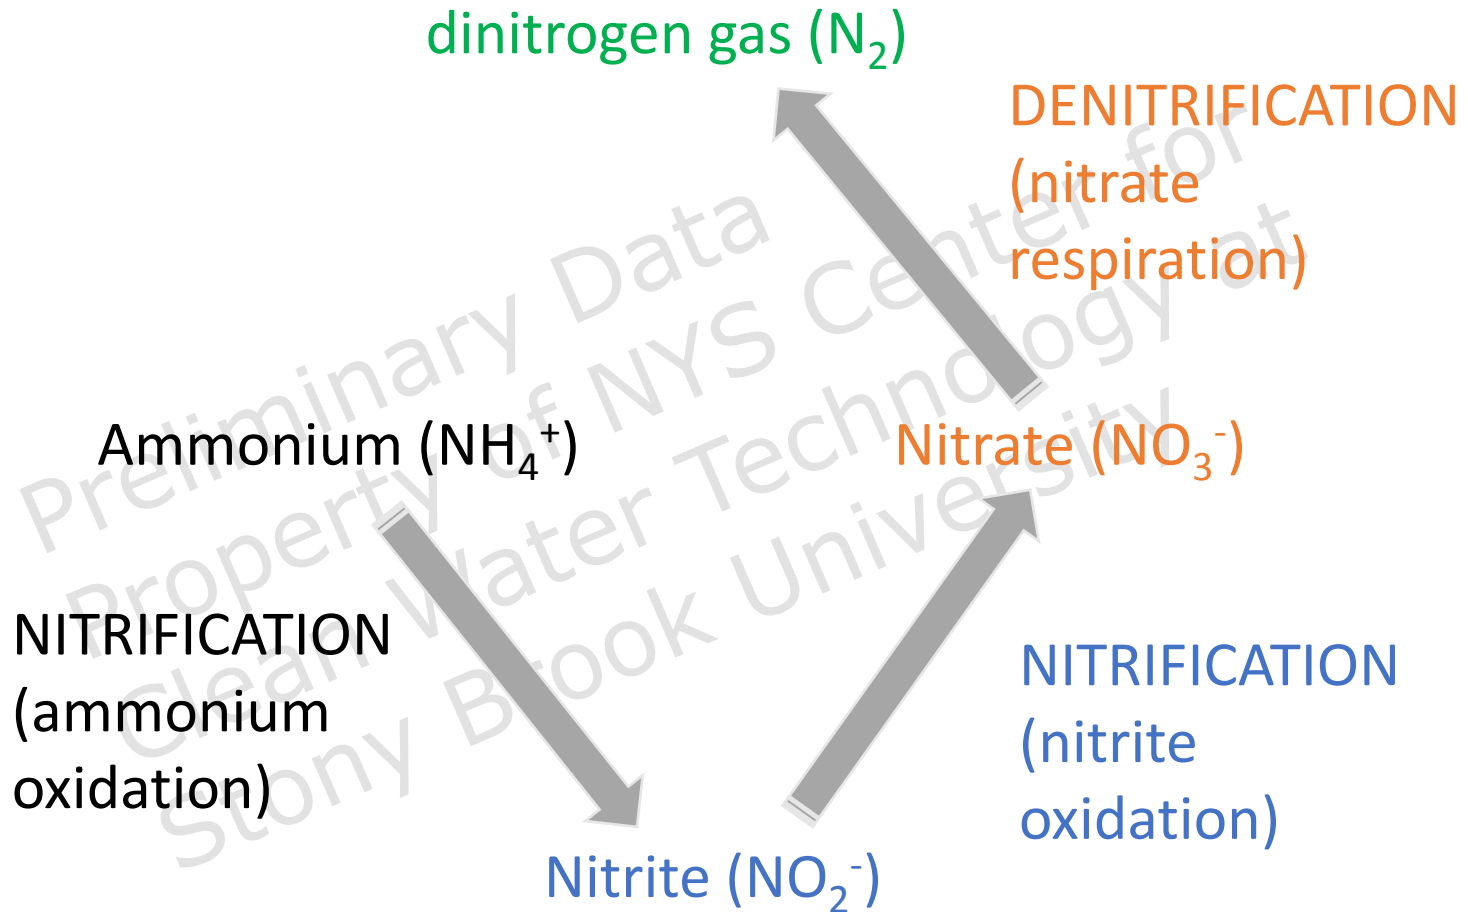 dinitrogen gas (N₂)
DENITRIFICATION
(nitrate
respiration)
Ammonium (NH₄⁺)
Nitrate (NO₃⁻)
NITRIFICATION
(ammonium
oxidation)
NITRIFICATION
(nitrite
oxidation)
Nitrite (NO₂⁻)
Preliminary Data
Property of NYS Center for
Clean Water Technology at
Stony Brook University